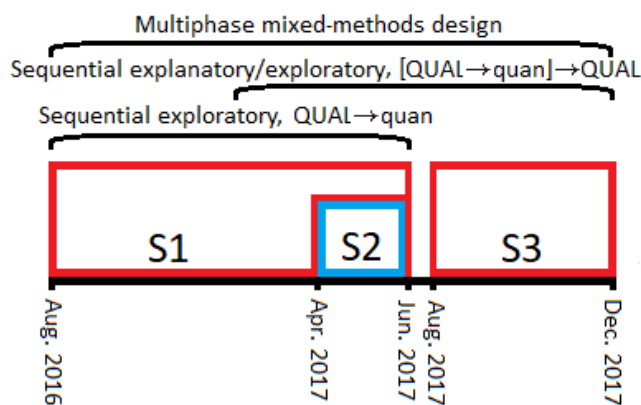 Multiphase mixed-methods design
Sequential explanatory/exploratory, [QUAL→quan]→QUAL
Sequential exploratory, QUAL→quan
S1
S2
S3
Aug. 2016
Apr. 2017
Jun. 2017
Aug. 2017
Dec. 2017